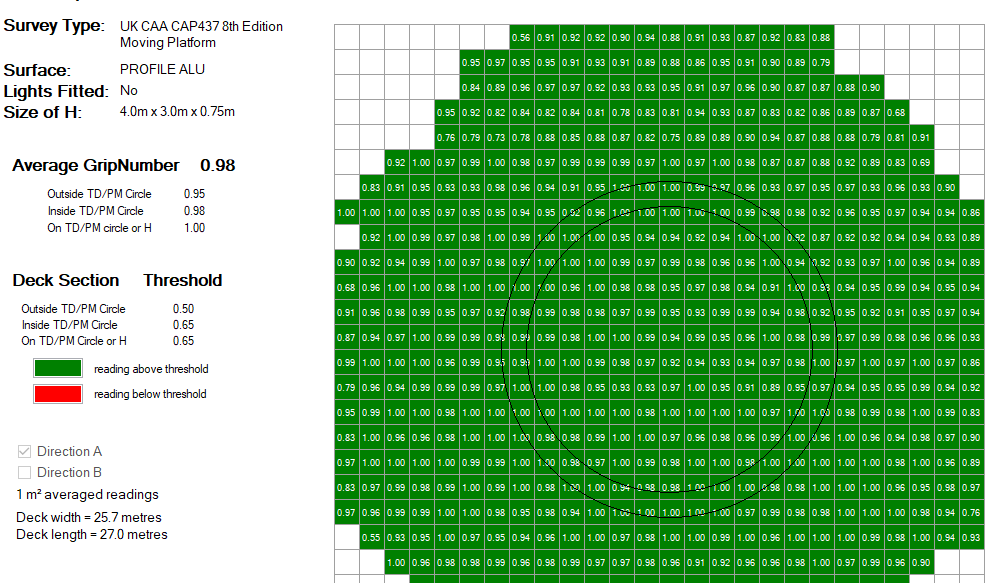 Survey Type: UK CAA CAP437 8th Edition
Moving Platform
Surface: PROFILE ALU
Lights Fitted: No
Size of H: 4.0m x 3.0m x 0.75m
Average GripNumber 0.98
Outside TD/PM Circle 0.95
Inside TD/PM Circle 0.98
On TD/PM circle or H 1.00
Deck Section Threshold
Outside TD/PM Circle 0.50
Inside TD/PM Circle 0.65
On TD/PM Circle or H 0.65
reading above threshold
reading below threshold
Direction A
Direction B
1 m² averaged readings
Deck width = 25.7 metres
Deck length = 27.0 metres
0.56 0.91 0.92 0.92 0.90 0.94 0.88 0.91 0.93 0.87 0.92 0.83 0.88
0.95 0.97 0.95 0.95 0.91 0.93 0.91 0.89 0.88 0.86 0.95 0.91 0.90 0.89 0.79
0.84 0.89 0.96 0.97 0.97 0.92 0.93 0.93 0.95 0.91 0.97 0.96 0.90 0.87 0.87 0.88 0.90
0.95 0.92 0.82 0.84 0.82 0.84 0.81 0.78 0.83 0.81 0.94 0.93 0.87 0.83 0.82 0.86 0.89 0.87 0.68
0.76 0.79 0.73 0.78 0.88 0.85 0.88 0.87 0.82 0.75 0.89 0.89 0.90 0.94 0.87 0.88 0.88 0.79 0.81 0.91
0.92 1.00 0.97 0.99 1.00 0.98 0.97 0.99 0.99 0.99 0.97 1.00 0.97 1.00 0.98 0.87 0.87 0.88 0.92 0.89 0.83 0.69
0.83 0.91 0.95 0.93 0.93 0.98 0.96 0.94 0.91 0.95 1.00 1.00 1.00 0.99 0.97 0.96 0.93 0.97 0.95 0.97 0.93 0.96 0.93 0.90
1.00 1.00 1.00 0.95 0.97 0.95 0.95 0.94 0.95 0.92 0.96 1.00 1.00 1.00 1.00 1.00 0.99 0.98 0.98 0.92 0.96 0.95 0.97 0.94 0.94 0.86
0.92 1.00 0.99 0.97 0.98 1.00 0.99 1.00 1.00 1.00 0.95 0.94 0.94 0.92 0.94 1.00 1.00 0.92 0.87 0.92 0.92 0.94 0.94 0.93 0.89
0.90 0.92 0.94 0.99 1.00 0.97 0.98 0.97 1.00 1.00 1.00 0.99 0.97 0.99 0.98 0.96 0.96 1.00 0.94 0.92 0.93 0.97 1.00 0.96 0.94 0.89
0.68 0.96 1.00 1.00 0.98 1.00 1.00 1.00 1.00 0.96 1.00 0.98 0.98 0.95 0.97 0.98 0.94 0.91 1.00 0.93 0.94 0.95 0.99 0.94 0.95 0.94
0.91 0.96 0.98 0.99 0.98 0.99 1.00 1.00 1.00 0.98 0.98 0.97 0.99 0.95 0.93 0.99 0.99 0.94 0.98 0.92 0.95 0.92 0.91 0.95 0.97 0.94
0.87 0.94 0.97 1.00 0.99 0.99 0.99 0.99 1.00 0.98 0.98 1.00 0.99 0.94 0.99 0.95 0.96 1.00 0.99 0.98 0.97 0.99 0.98 0.96 0.96 0.93
0.99 1.00 1.00 0.96 1.00 0.99 0.96 0.99 1.00 1.00 0.99 0.98 0.97 0.92 0.94 0.93 0.94 0.97 0.98 1.00 0.97 1.00 0.97 1.00 0.97 0.86
0.79 0.96 0.94 0.99 0.99 0.99 0.97 1.00 1.00 0.98 0.95 0.93 0.93 0.97 1.00 0.95 0.91 0.89 0.95 0.97 0.94 0.95 0.95 0.99 0.94 0.92
0.95 0.99 1.00 1.00 0.98 1.00 1.00 1.00 1.00 1.00 1.00 1.00 0.98 1.00 1.00 1.00 1.00 0.97 1.00 1.00 0.98 0.99 0.98 1.00 0.99 0.83
0.83 1.00 0.96 0.96 0.98 1.00 1.00 0.98 0.98 0.98 0.99 1.00 1.00 0.97 0.96 0.98 0.96 0.99 1.00 0.96 1.00 0.96 0.94 0.98 0.97 0.90
0.97 1.00 1.00 1.00 1.00 0.99 0.99 1.00 1.00 0.98 0.97 1.00 0.99 0.98 1.00 1.00 0.98 1.00 1.00 1.00 1.00 0.98 1.00 1.00 0.96 0.89
0.83 0.97 0.99 0.98 0.99 1.00 0.99 1.00 0.98 1.00 1.00 0.94 0.98 0.98 1.00 1.00 1.00 0.98 0.98 1.00 1.00 1.00 0.96 0.95 0.98 0.97
0.97 0.96 0.99 0.99 1.00 1.00 0.98 0.95 0.98 0.94 1.00 1.00 1.00 1.00 1.00 1.00 0.97 0.99 0.98 0.98 1.00 1.00 0.98 0.98 0.94 0.76
0.55 0.93 0.95 1.00 0.97 0.95 0.94 0.96 1.00 1.00 0.97 1.00 1.00 1.00 1.00 0.96 0.97 0.98 0.99 1.00 0.97 0.98 1.00 0.94 0.93
1.00 0.96 0.98 0.98 0.99 0.96 1.00 0.98 0.99 0.97 0.98 0.96 0.91 0.92 0.96 0.96 0.98 1.00 0.97 0.99 0.96 0.90